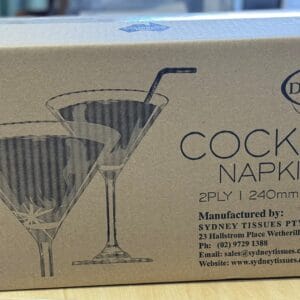 D
COCK
NAPKI
2PLY | 240mm
Manufactured by:
SYDNEY TISSUES PTY
23 Hallstrom Place Wetherill
Ph: (02) 9729 1388
Email: sales@sydneytissues.c
Website: www.sydneytissues.c